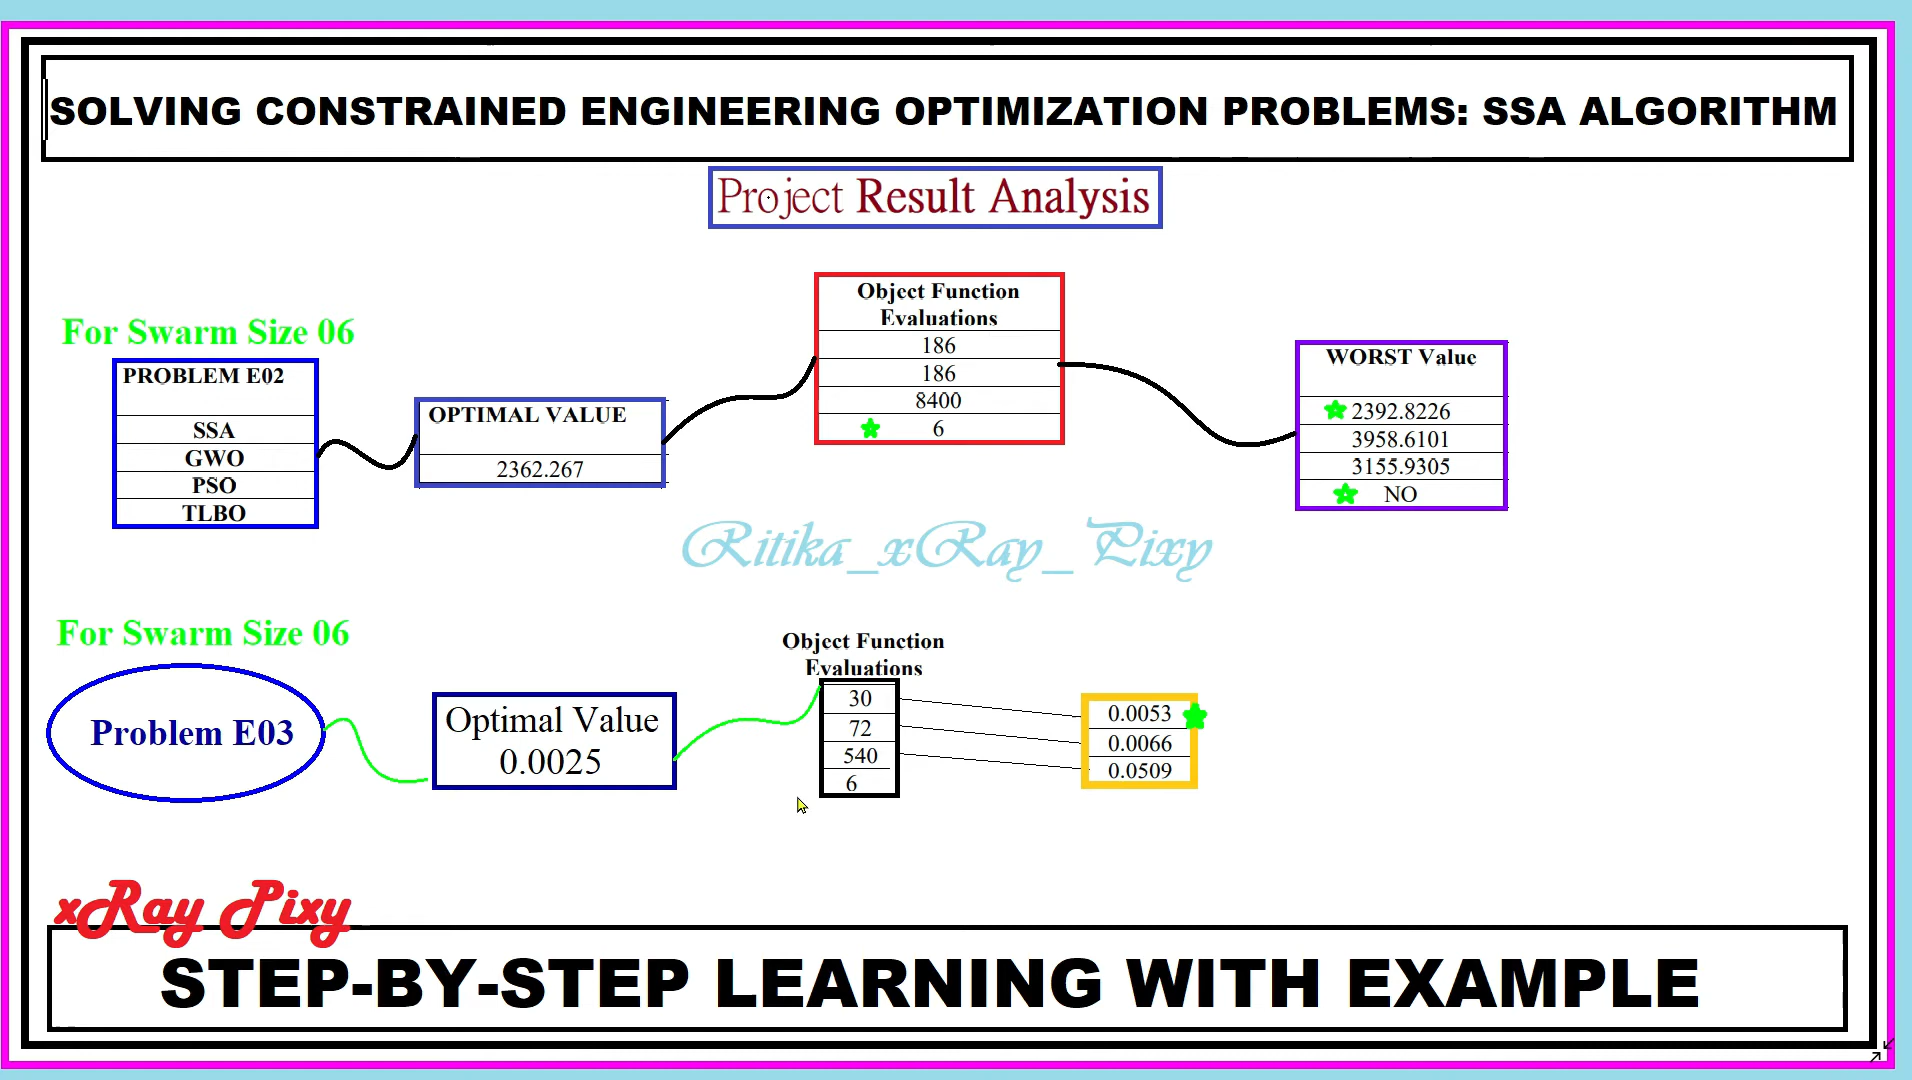 SOLVING CONSTRAINED ENGINEERING OPTIMIZATION PROBLEMS: SSA ALGORITHM
Project Result Analysis
For Swarm Size 06
PROBLEM E02
SSA
GWO
PSO
TLBO
OPTIMAL VALUE
2362.267
Object Function
Evaluations
186
186
8400
6
WORST Value
2392.8226
3958.6101
3155.9305
NO
Ritika_xRay_Pixy
For Swarm Size 06
Problem E03
Optimal Value
0.0025
Object Function
Evaluations
30
72
540
6
0.0053
0.0066
0.0509
xRay Pixy
STEP-BY-STEP LEARNING WITH EXAMPLE